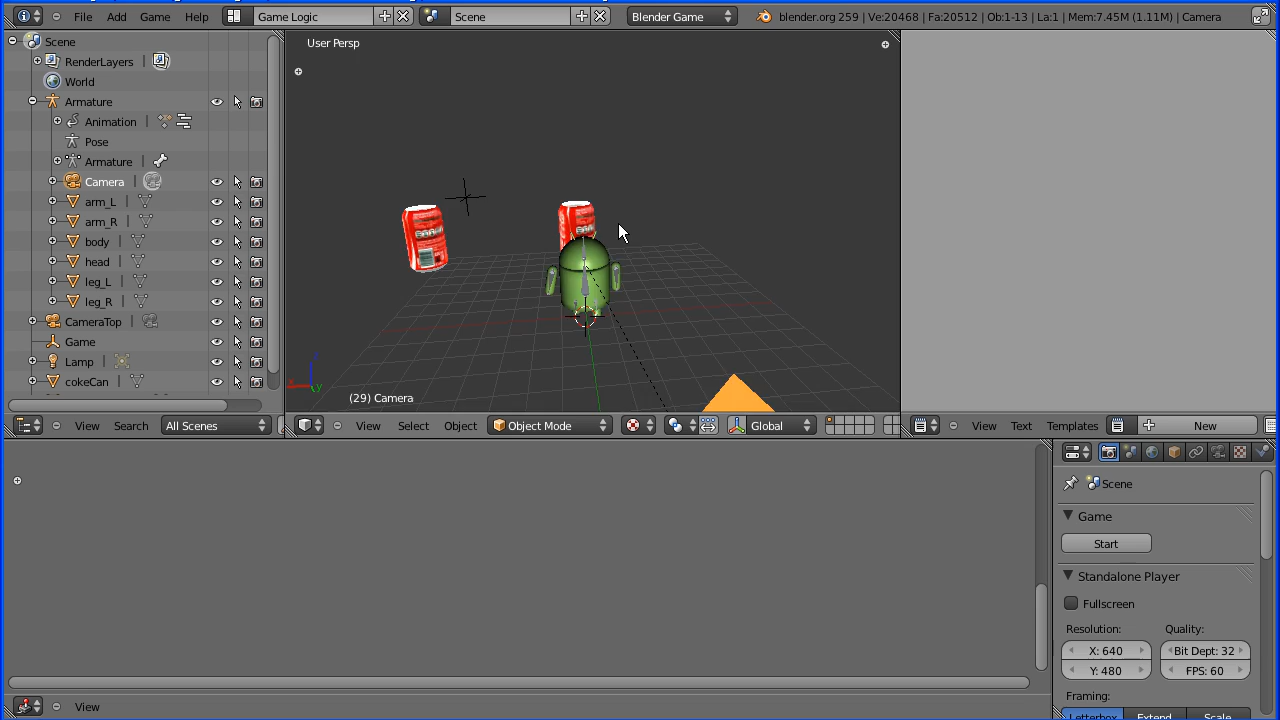 File Add Game Help Game Logic Scene Blender Game blender.org 259 | Ve:20468 | Fa:20512 | Ob:1-13 | La:1 | Mem:7.45M (1.11M) | Camera
Scene
RenderLayers
World
Armature
Animation
Pose
Armature
Camera
arm_L
arm_R
body
head
leg_L
leg_R
CameraTop
Game
Lamp
cokeCan
View Search All Scenes
User Persp
x
y
(29) Camera
View Select Object Object Mode Global
View Text Templates New
View
Scene
Game
Start
Standalone Player
Fullscreen
Resolution: Quality:
X: 640 Bit Dept: 32
Y: 480 FPS: 60
Framing:
Letterbox Extend Scale